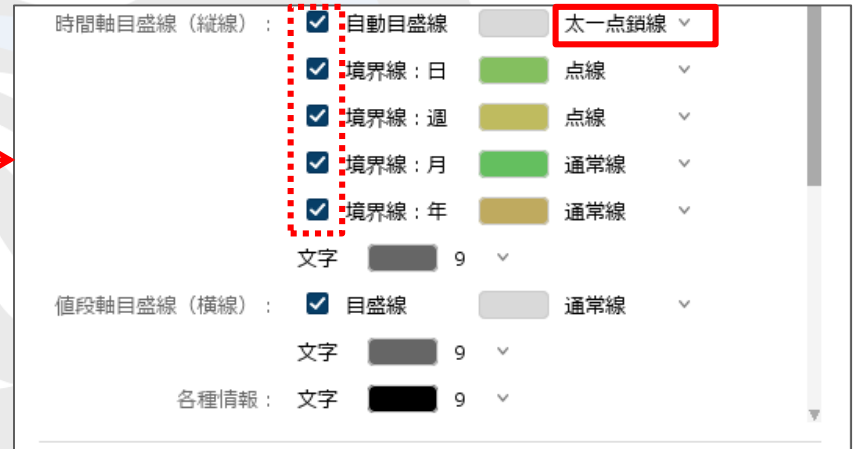 時間軸目盛線（縦線）： 自動目盛線 太一点鎖線
境界線：日 点線
境界線：週 点線
境界線：月 通常線
境界線：年 通常線
文字 9
値段軸目盛線（横線）： 目盛線 通常線
文字 9
各種情報： 文字 9